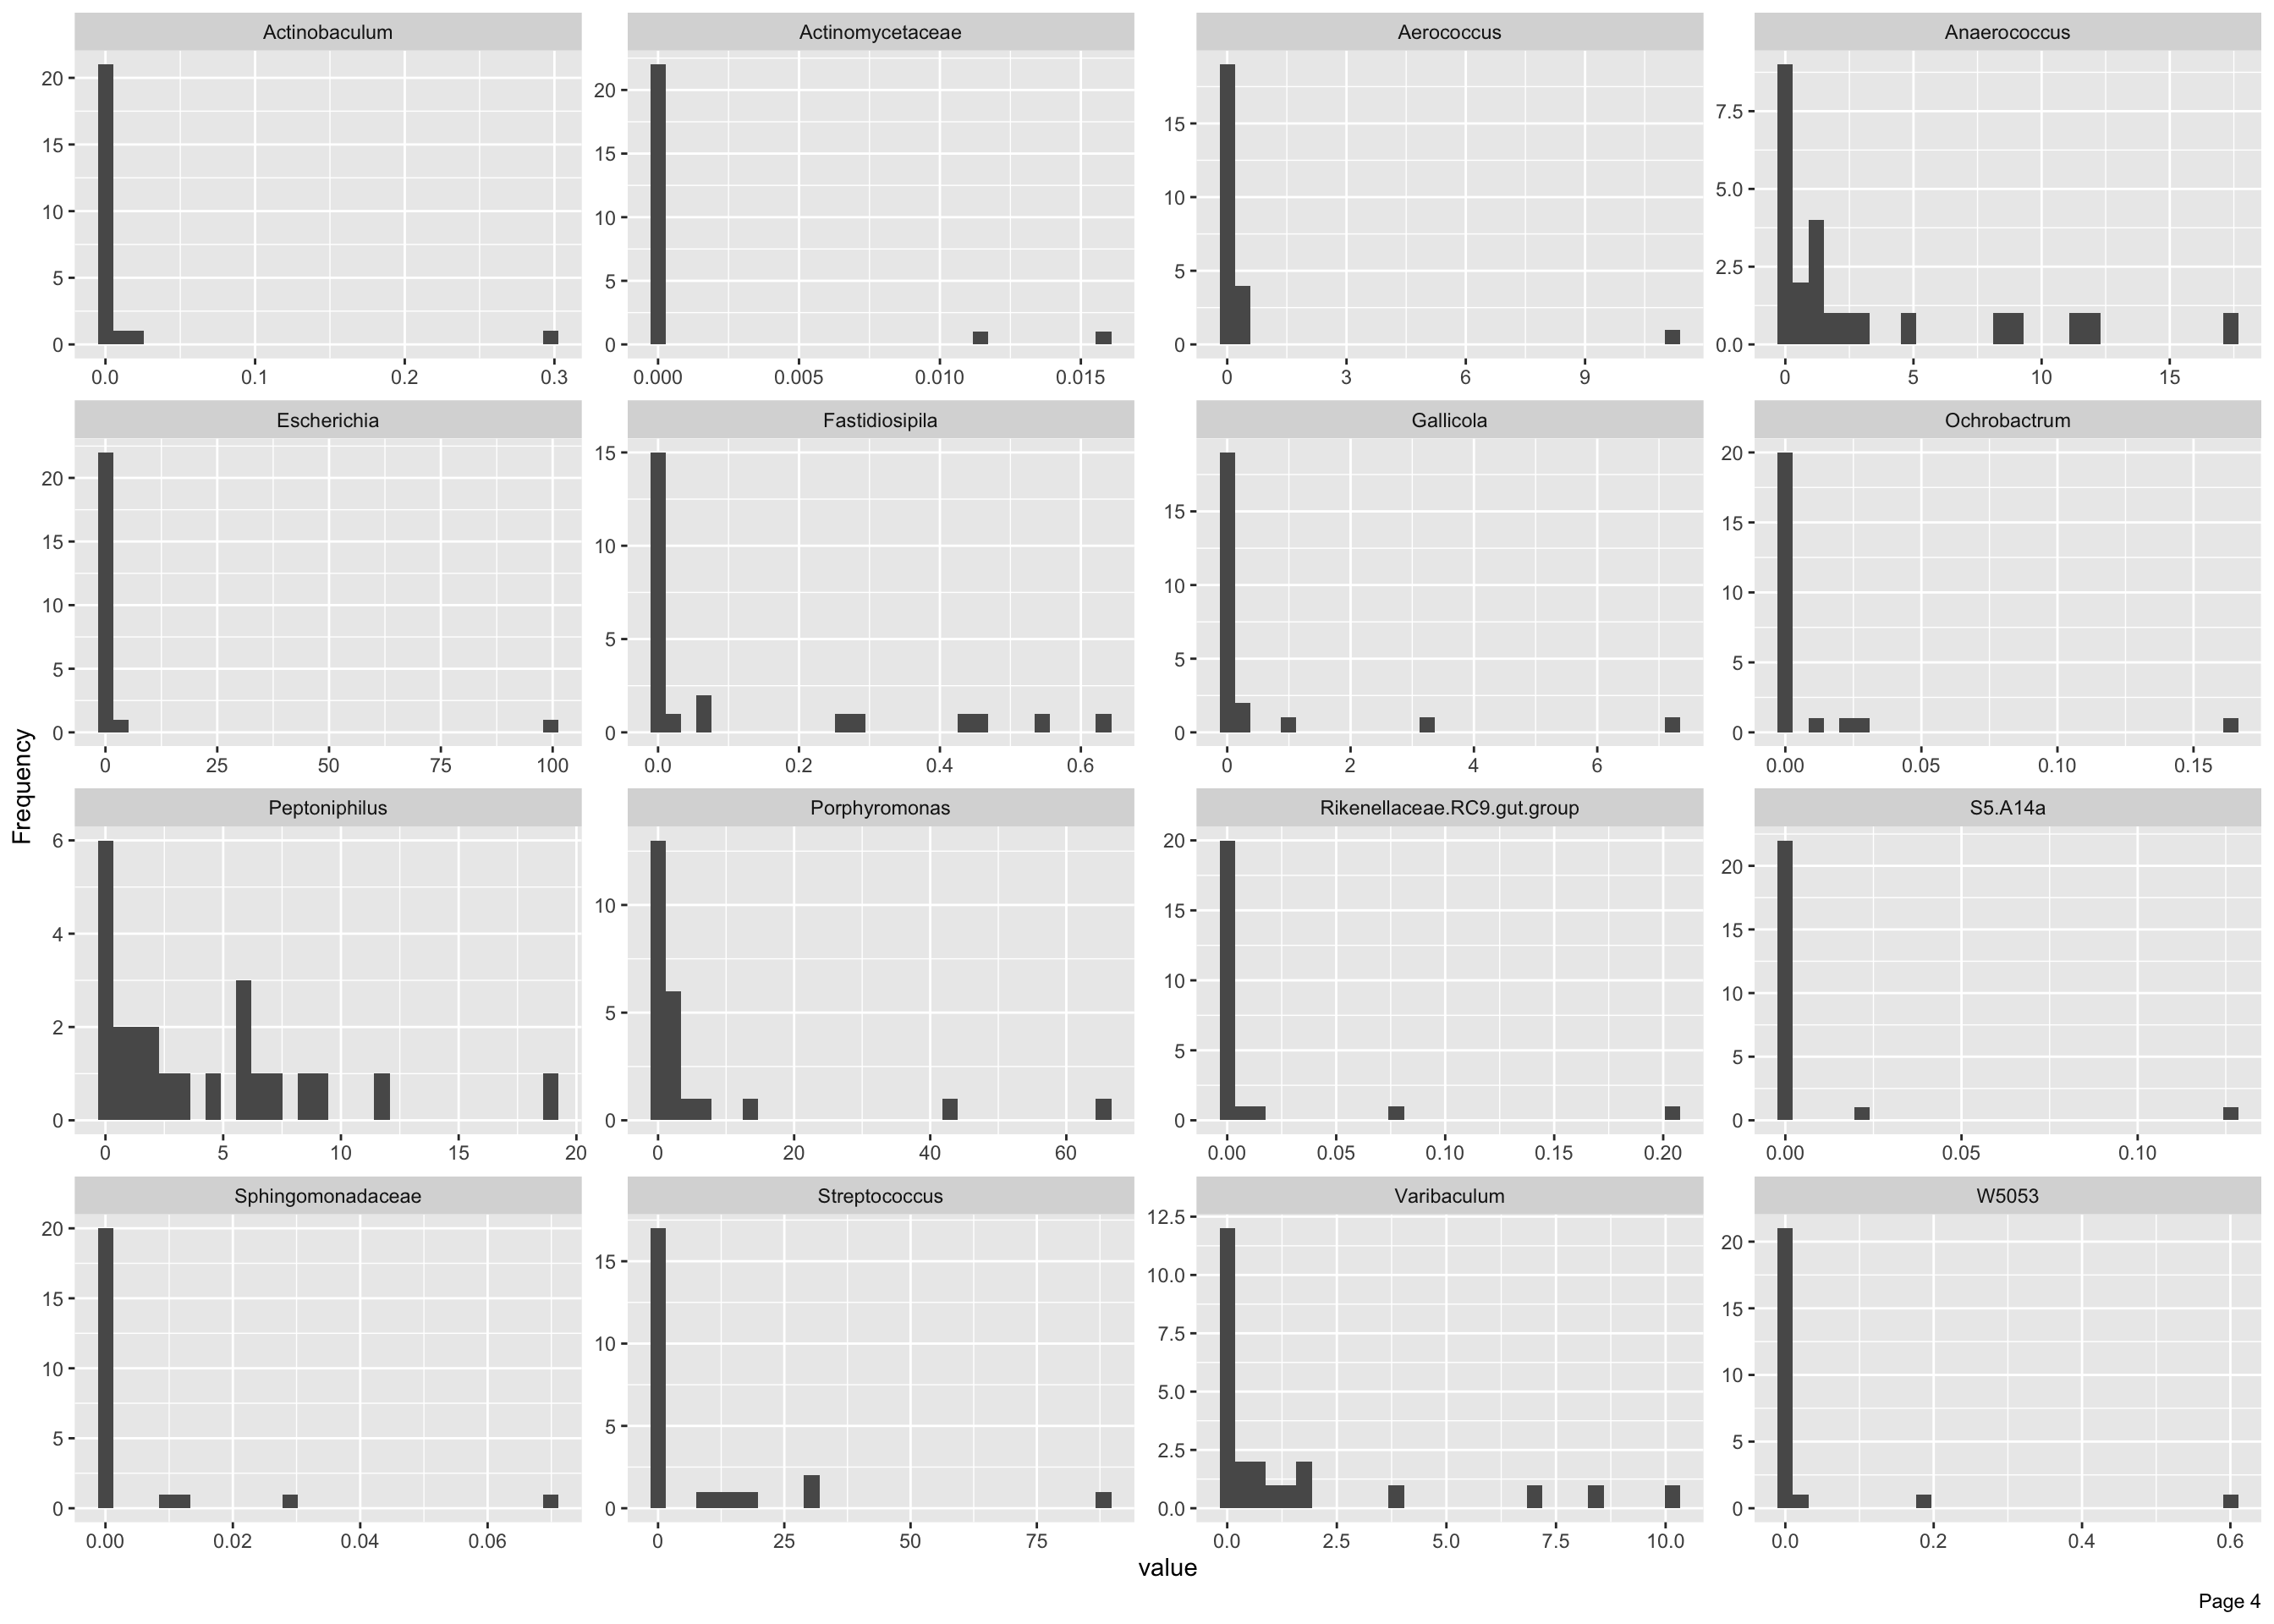 Actinobaculum
Actinomycetaceae
Aerococcus
Anaerococcus
20
15
10
5
0
20
15
10
5
0
15
10
5
0
7.5
5.0
2.5
0.0
0.0 0.1 0.2 0.3
0.000 0.005 0.010 0.015
0 3 6 9
0 5 10 15
Escherichia
Fastidiosipila
Gallicola
Ochrobactrum
20
15
10
5
0
15
10
5
0
15
10
5
0
20
15
10
5
0
0 25 50 75 100
0.0 0.2 0.4 0.6
0 2 4 6
0.00 0.05 0.10 0.15
Frequency
Peptoniphilus
Porphyromonas
Rikenellaceae.RC9.gut.group
S5.A14a
6
4
2
0
10
5
0
20
15
10
5
0
20
15
10
5
0
0 5 10 15 20
0 20 40 60
0.00 0.05 0.10 0.15 0.20
0.00 0.05 0.10
Sphingomonadaceae
Streptococcus
Varibaculum
W5053
20
15
10
5
0
15
10
5
0
12.5
10.0
7.5
5.0
2.5
0.0
20
15
10
5
0
0.00 0.02 0.04 0.06
0 25 50 75
0.0 2.5 5.0 7.5 10.0
0.0 0.2 0.4 0.6
value
Page 4